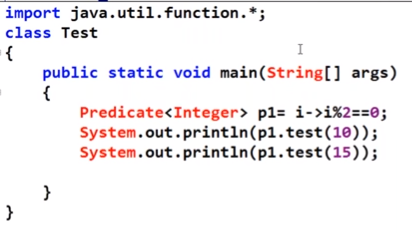 import java.util.function.*;
class Test
{
public static void main(String[] args)
{
Predicate<Integer> p1= i->i%2==0;
System.out.println(p1.test(10));
System.out.println(p1.test(15));
}
}